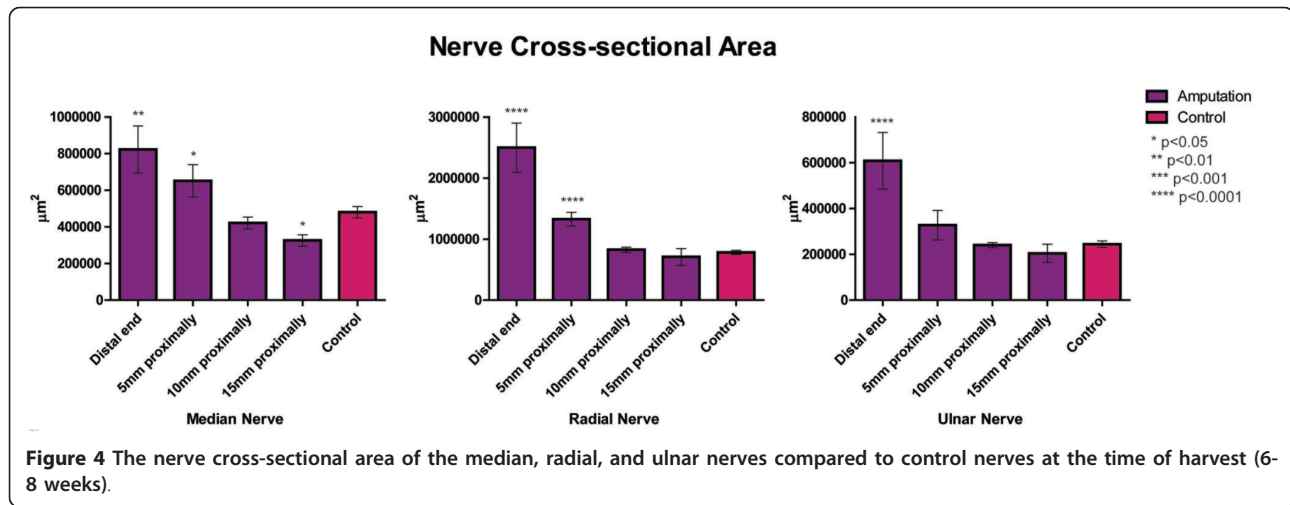 Nerve Cross-sectional Area
1000000
800000
600000
400000
200000
0
µm²
**
*
*
Distal end
5mm proximally
10mm proximally
15mm proximally
Control
Median Nerve
3000000
2000000
1000000
0
µm²
****
****
Distal end
5mm proximally
10mm proximally
15mm proximally
Control
Radial Nerve
800000
600000
400000
200000
0
µm²
****
Distal end
5mm proximally
10mm proximally
15mm proximally
Control
Ulnar Nerve
Amputation
Control
* p<0.05
** p<0.01
*** p<0.001
**** p<0.0001
Figure 4 The nerve cross-sectional area of the median, radial, and ulnar nerves compared to control nerves at the time of harvest (6-
8 weeks).